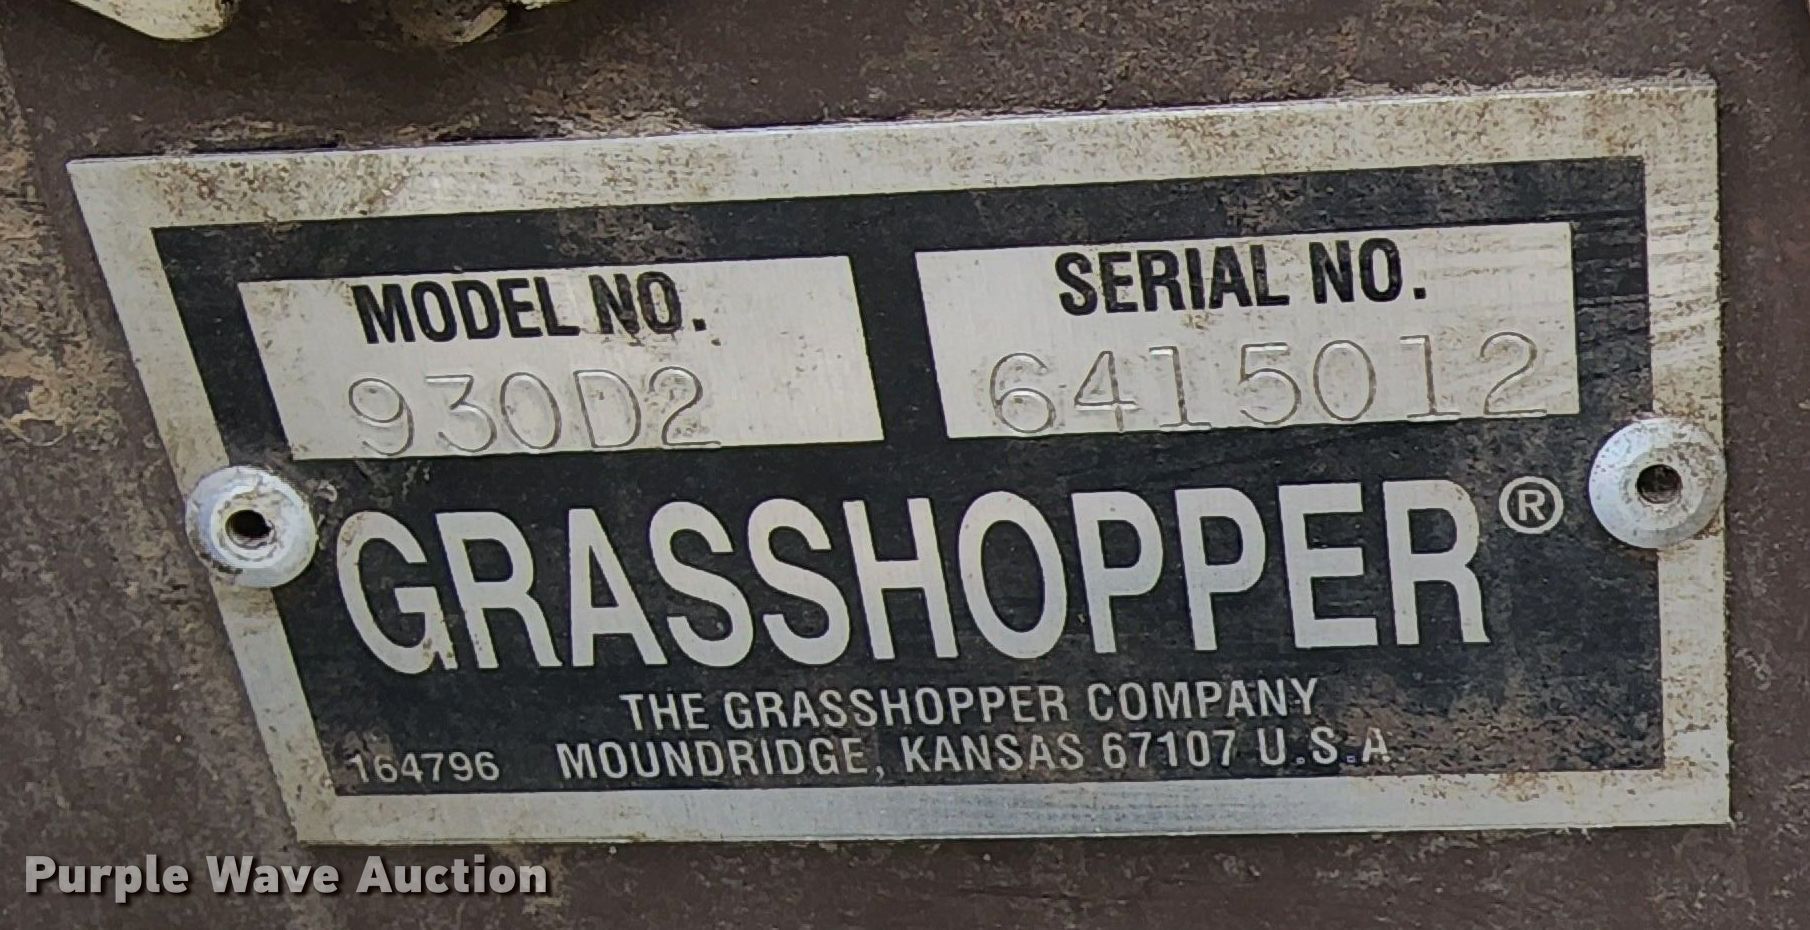 MODEL NO.
930D2
SERIAL NO.
6415012
GRASSHOPPER®
THE GRASSHOPPER COMPANY
164796 MOUNDRIDGE, KANSAS 67107 U.S.A.
Purple Wave Auction